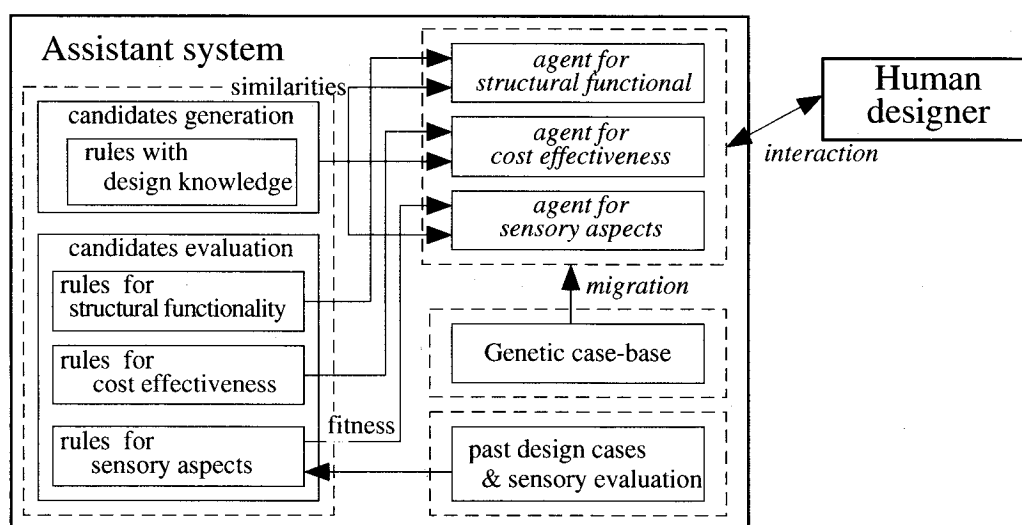 Assistant system
similarities
candidates generation
rules with
design knowledge
candidates evaluation
rules for
structural functionality
rules for
cost effectiveness
rules for
sensory aspects
fitness
agent for
structural functional
agent for
cost effectiveness
agent for
sensory aspects
migration
Genetic case-base
past design cases
& sensory evaluation
interaction
Human
designer